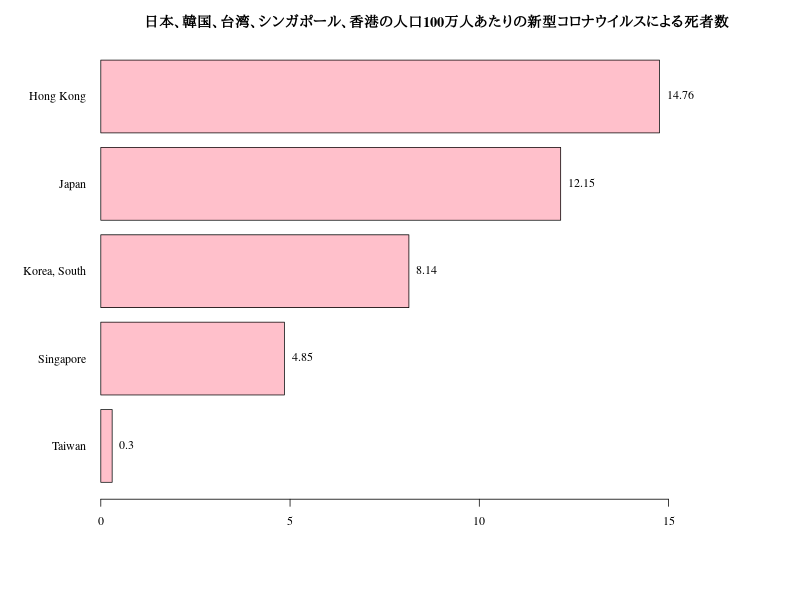 日本、韓国、台湾、シンガポール、香港の人口100万人あたりの新型コロナウイルスによる死者数
Hong Kong 14.76
Japan 12.15
Korea, South 8.14
Singapore 4.85
Taiwan 0.3
0 5 10 15